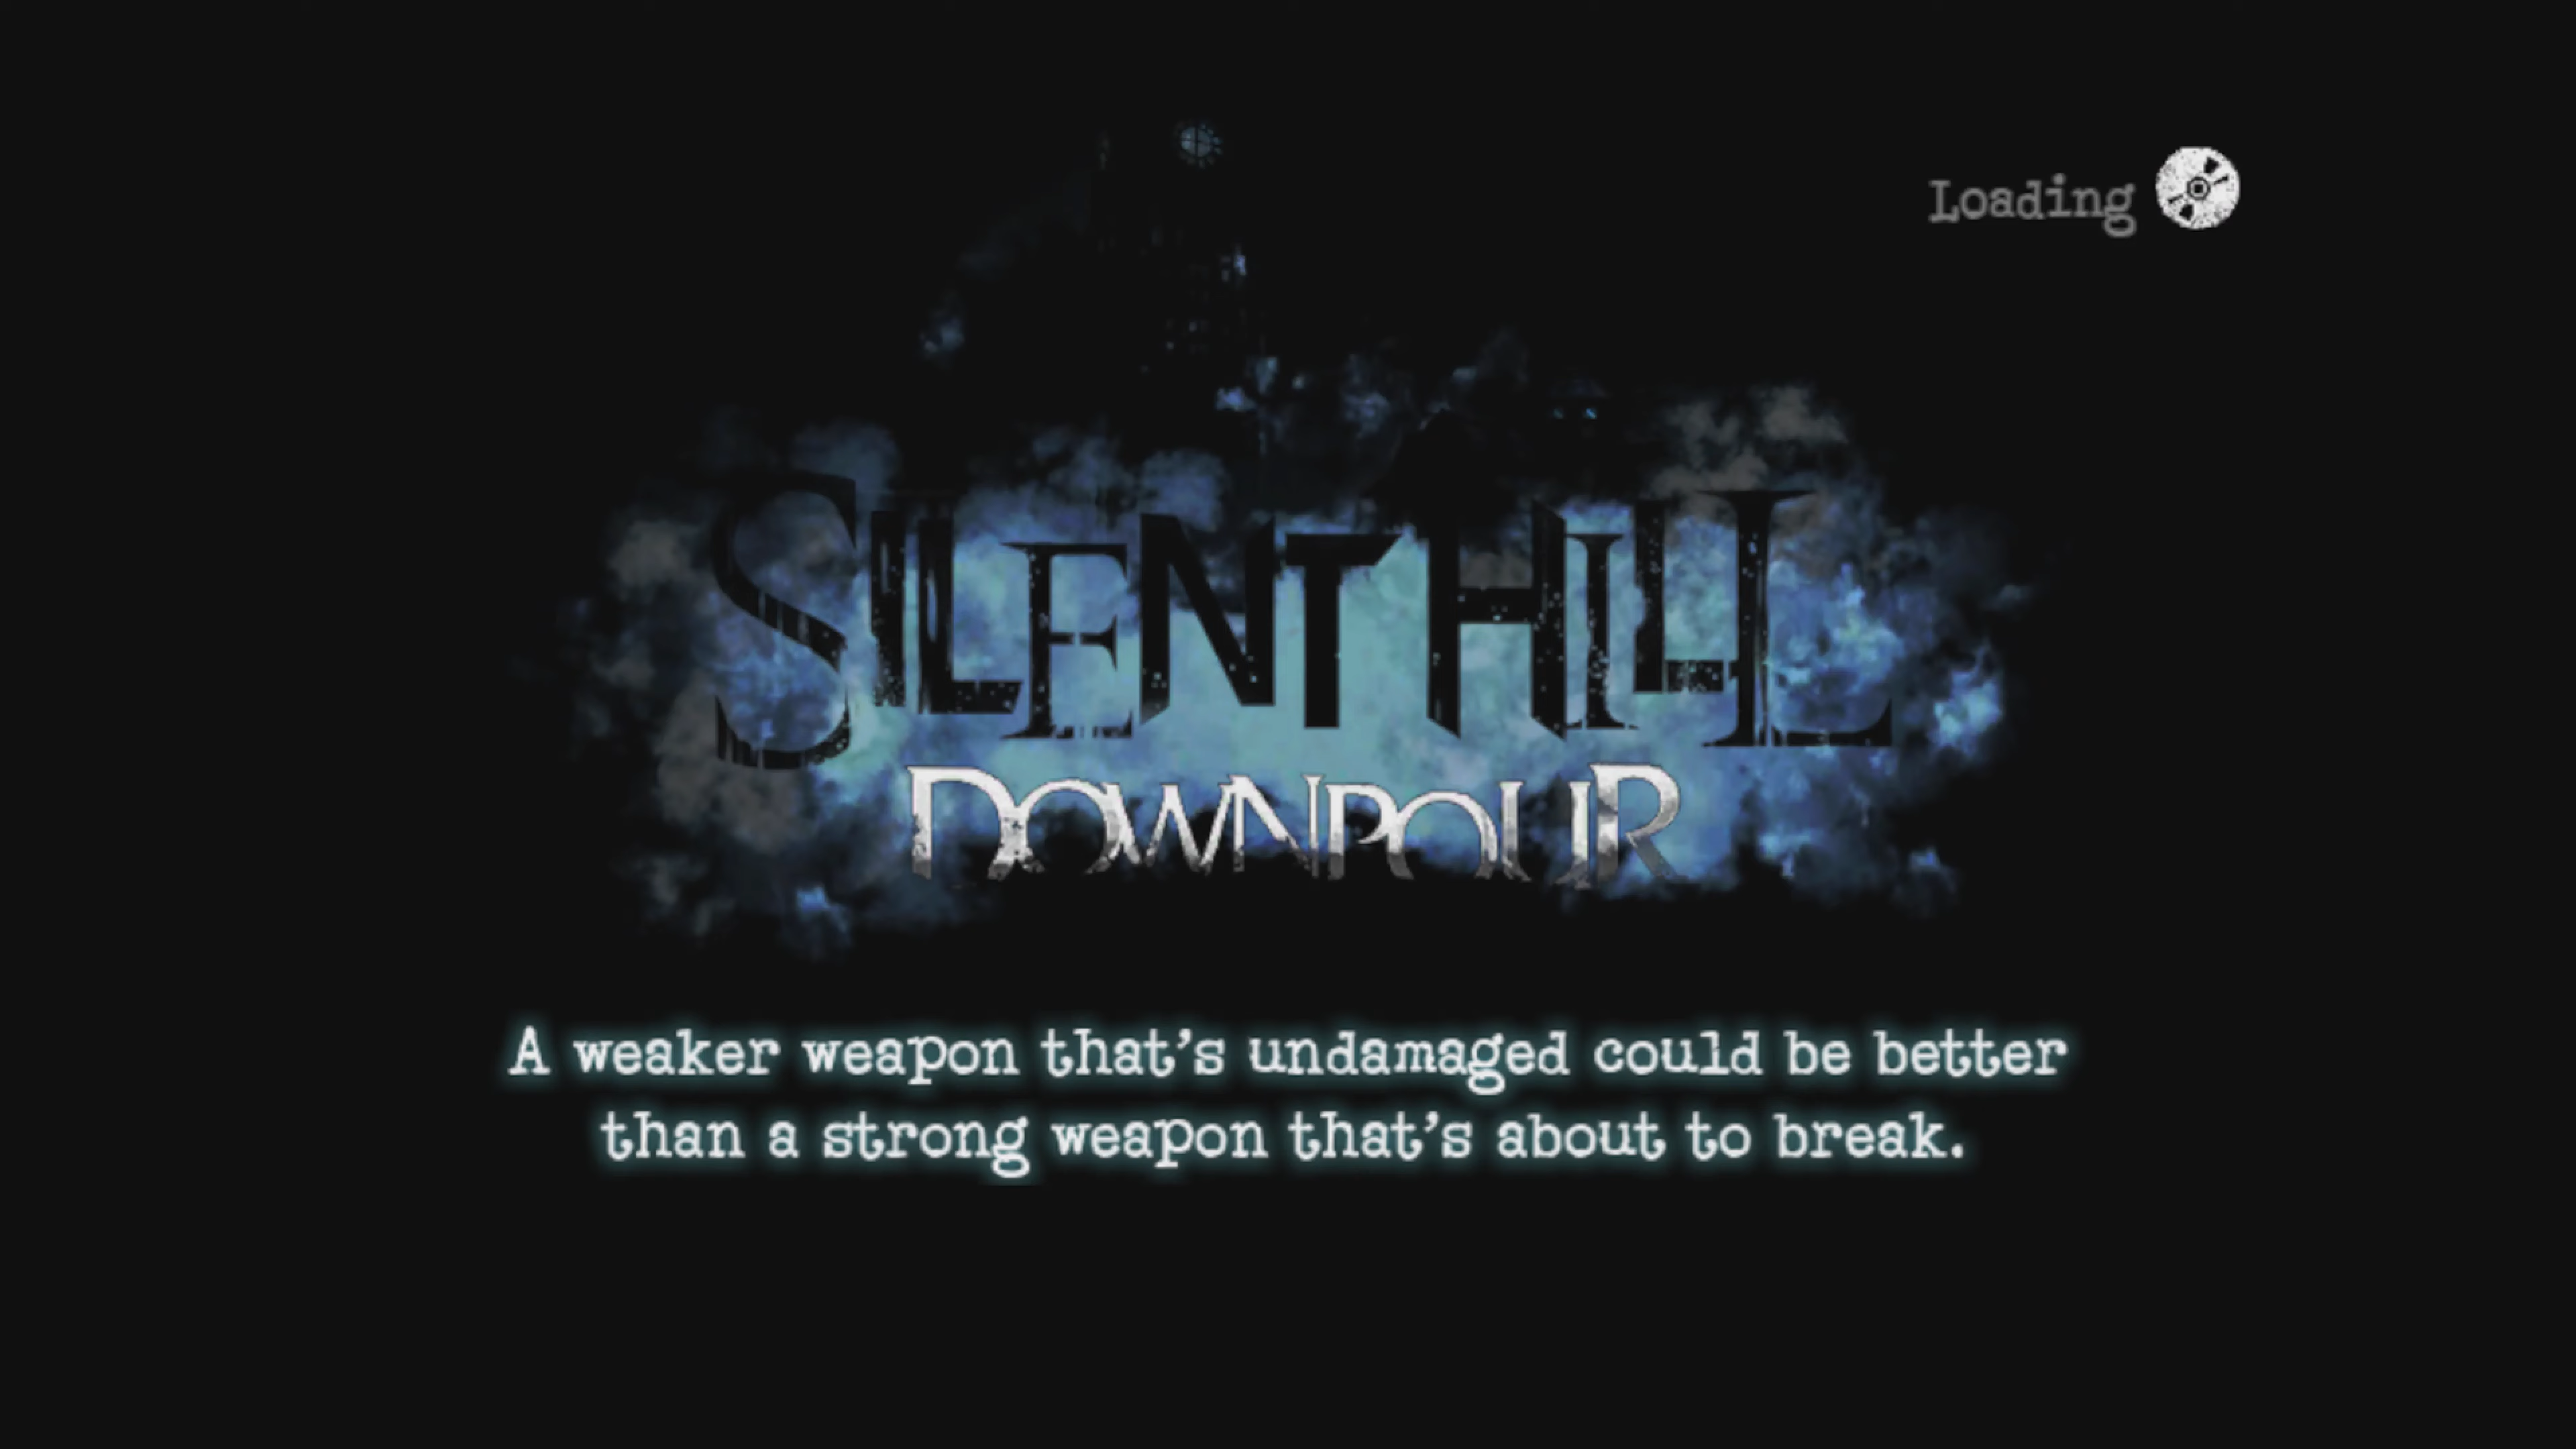 Loading
SILENT HILL
DOWNPOUR
A weaker weapon that's undamaged could be better
than a strong weapon that's about to break.